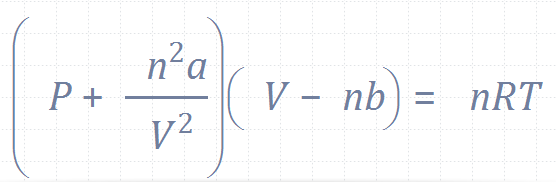 (P + n²a/V²)(V − nb) = nRT